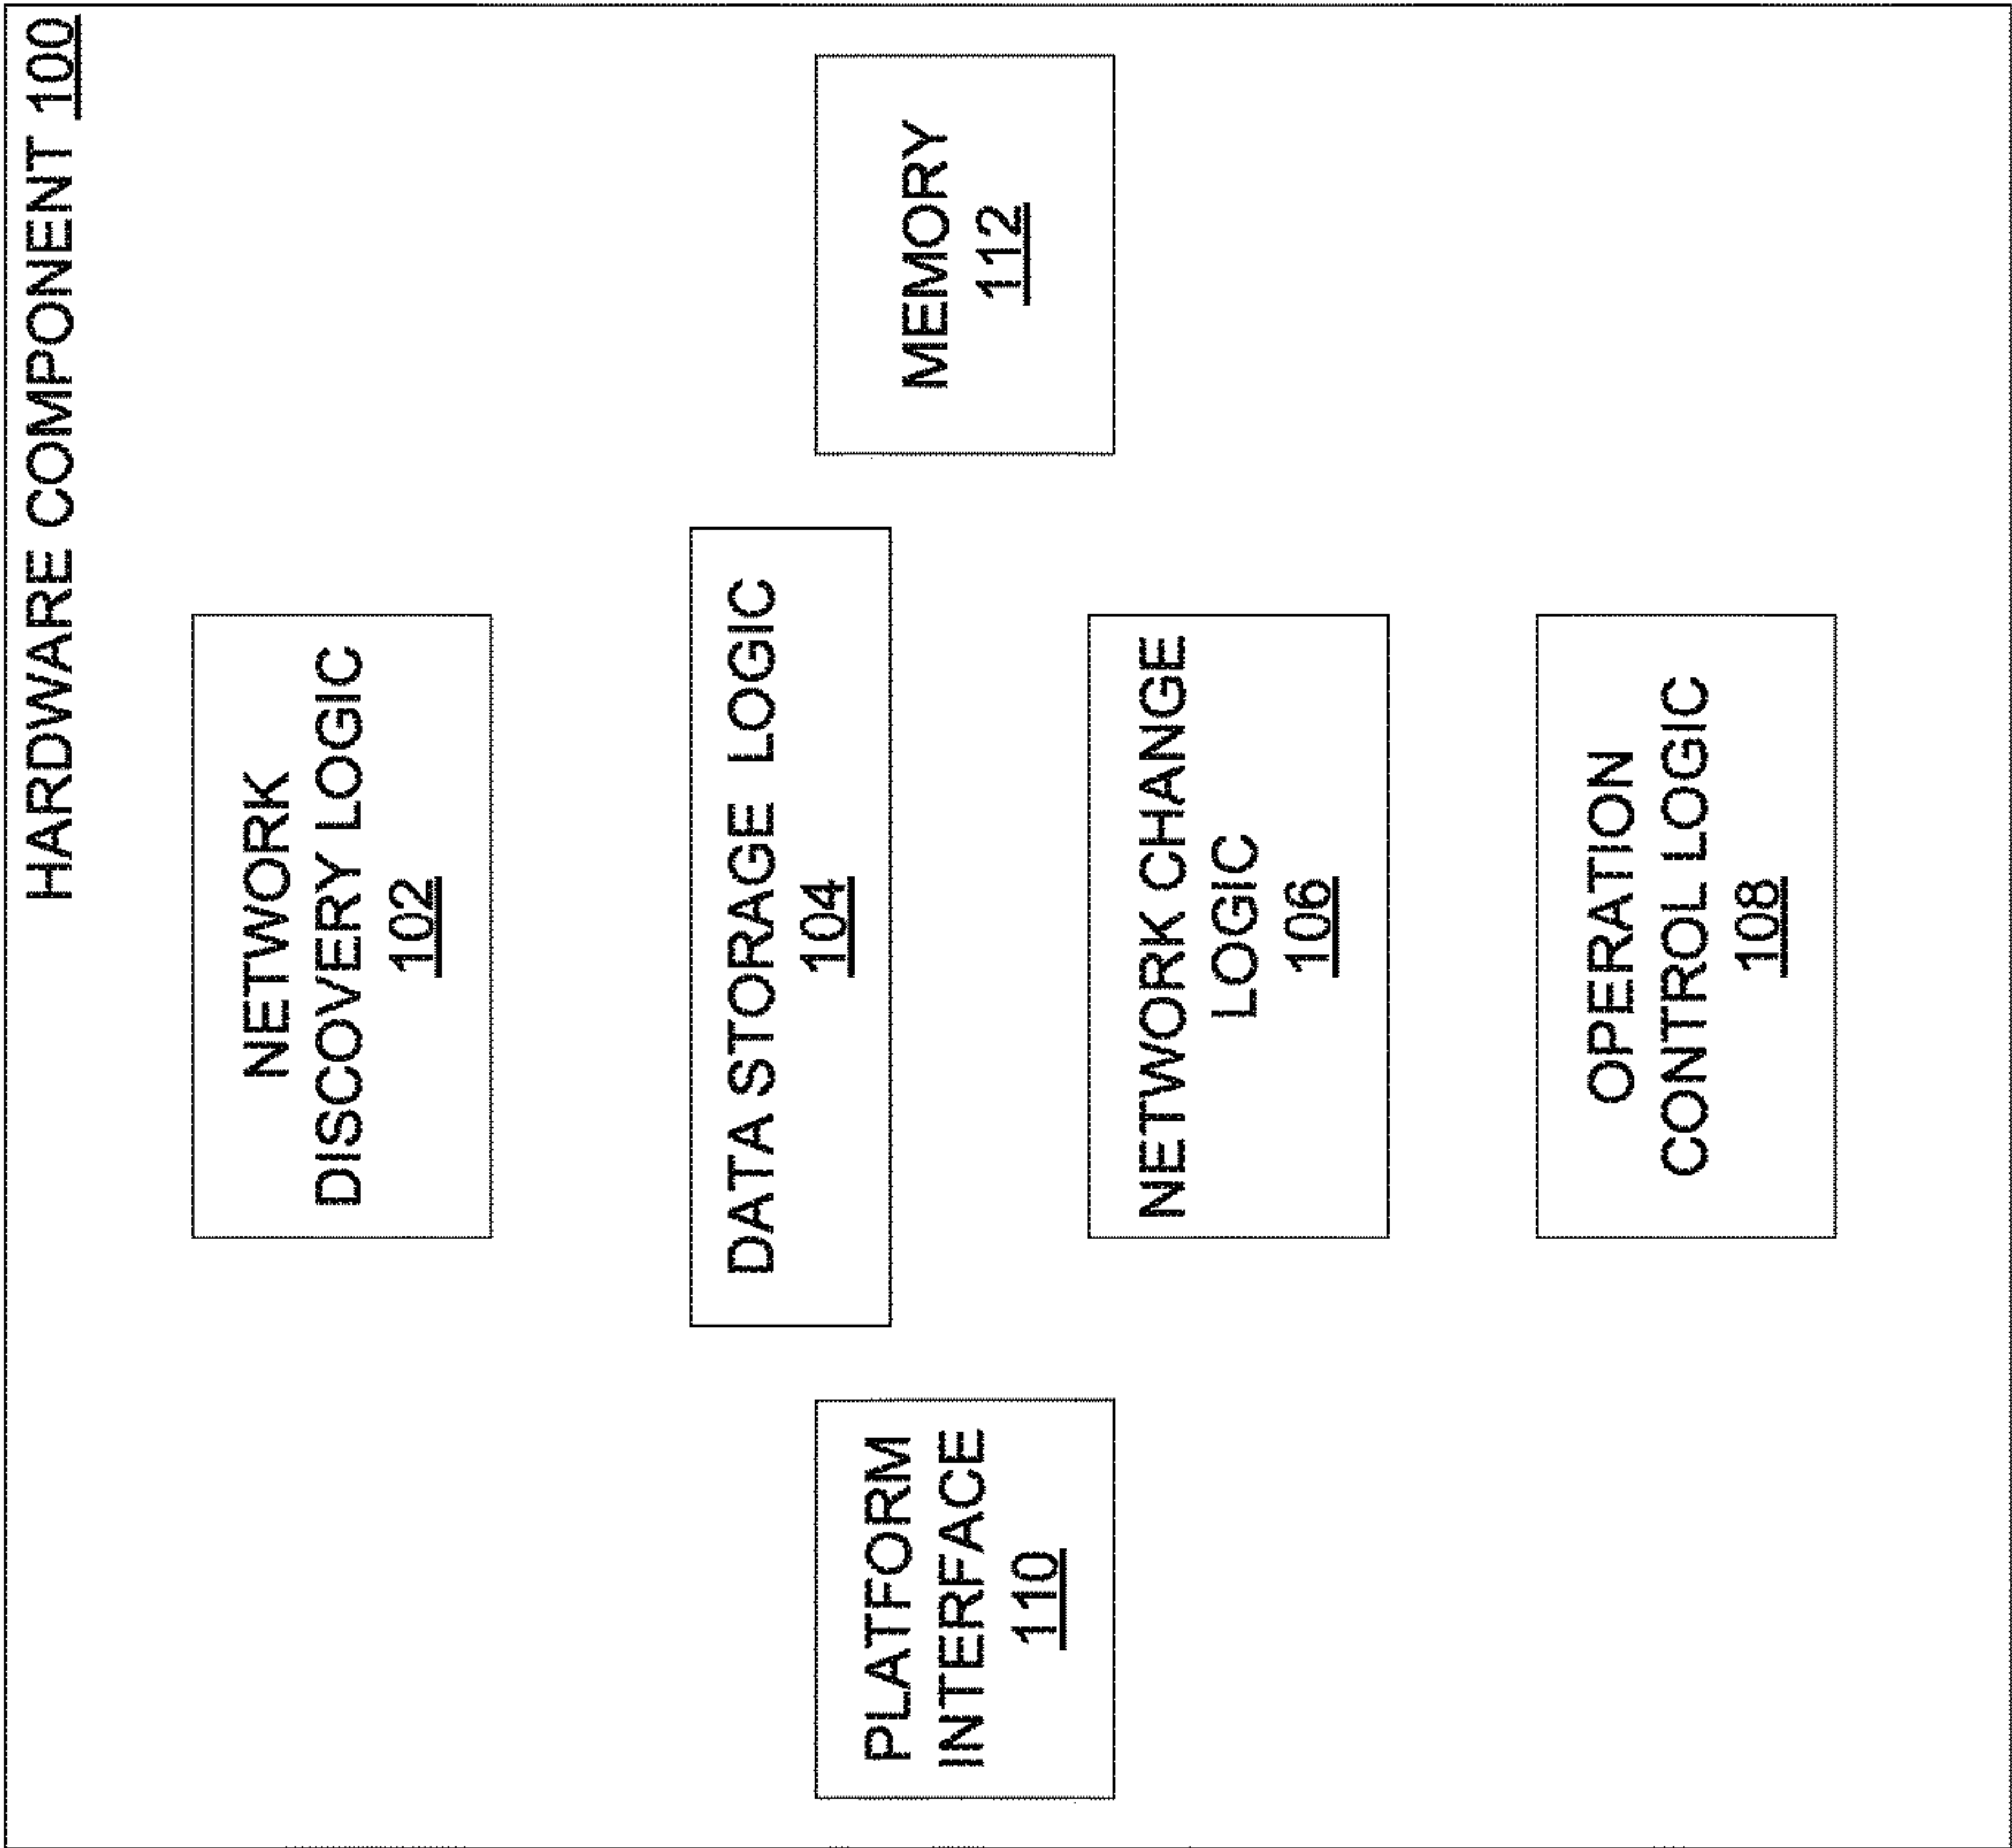 HARDWARE COMPONENT 100
NETWORK
DISCOVERY LOGIC
102
DATA STORAGE LOGIC
104
PLATFORM
INTERFACE
110
MEMORY
112
NETWORK CHANGE
LOGIC
106
OPERATION
CONTROL LOGIC
108